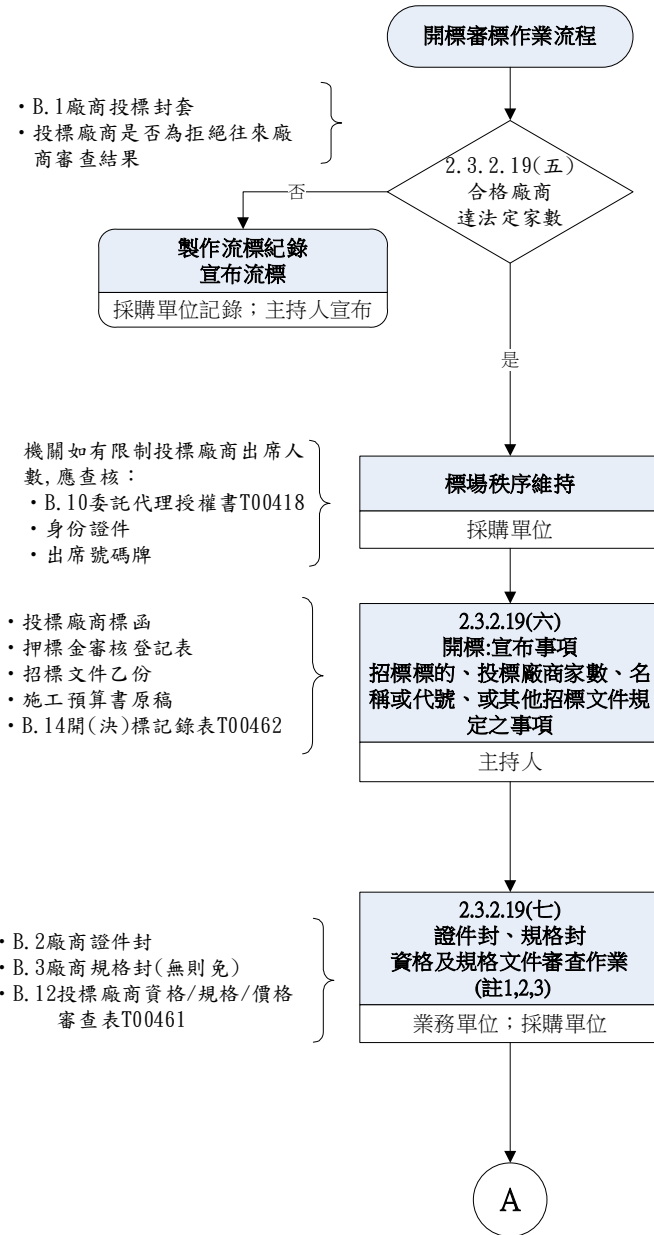 開標審標作業流程
・B.1廠商投標封套
・投標廠商是否為拒絕往來廠
商審查結果
2.3.2.19(五)
合格廠商
達法定家數
否
製作流標紀錄
宣布流標
採購單位記錄；主持人宣布
是
機關如有限制投標廠商出席人
數,應查核：
・B.10委託代理授權書T00418
・身份證件
・出席號碼牌
標場秩序維持
採購單位
・投標廠商標函
・押標金審核登記表
・招標文件乙份
・施工預算書原稿
・B.14開(決)標記錄表T00462
2.3.2.19(六)
開標:宣布事項
招標標的、投標廠商家數、名
稱或代號、或其他招標文件規
定之事項
主持人
・B.2廠商證件封
・B.3廠商規格封(無則免)
・B.12投標廠商資格/規格/價格
審查表T00461
2.3.2.19(七)
證件封、規格封
資格及規格文件審查作業
(註1,2,3)
業務單位；採購單位
A